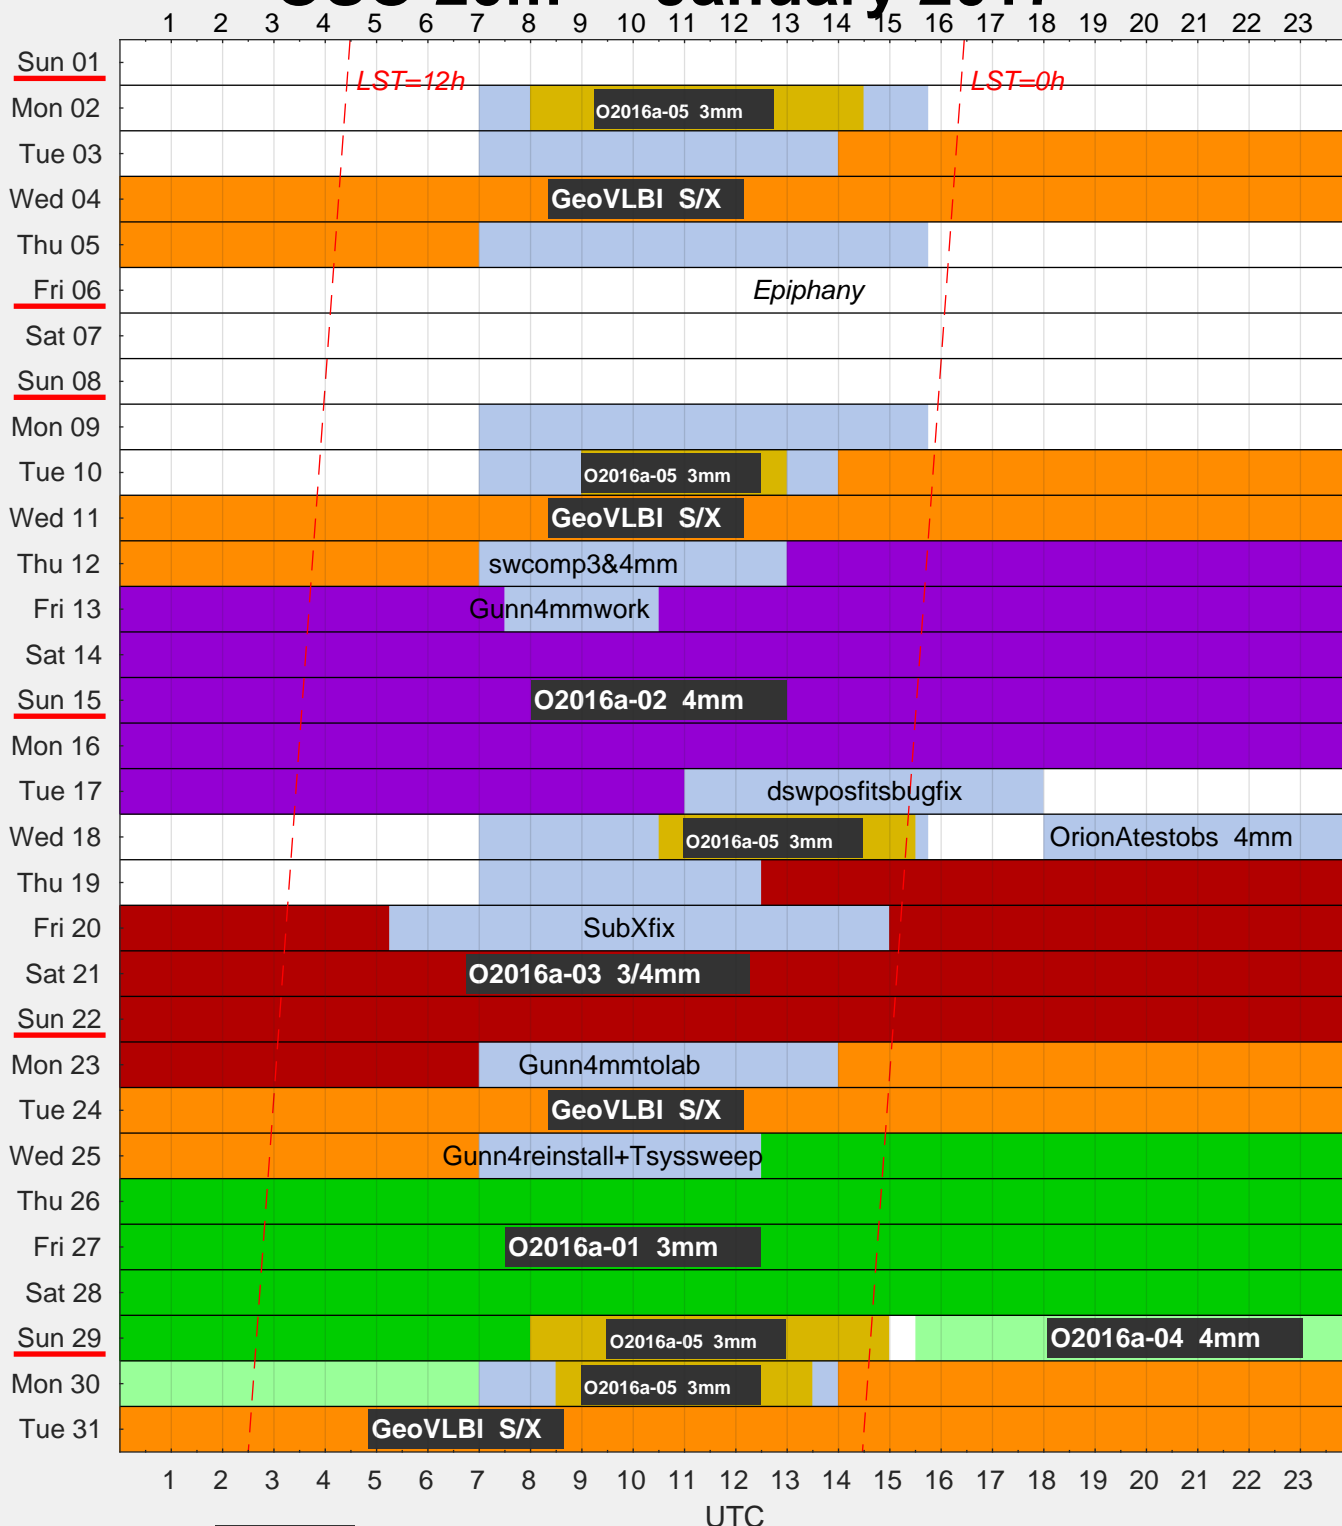 1 2 3 4 5 6 7 8 9 10 11 12 13 14 15 16 17 18 19 20 21 22 23
Sun 01
LST=12h LST=0h
Mon 02 O2016a-05 3mm
Tue 03
Wed 04 GeoVLBI S/X
Thu 05
Fri 06 Epiphany
Sat 07
Sun 08
Mon 09
Tue 10 O2016a-05 3mm
Wed 11 GeoVLBI S/X
Thu 12 swcomp3&4mm
Fri 13 Gunn4mmwork
Sat 14
Sun 15 O2016a-02 4mm
Mon 16
Tue 17 dswposfitsbugfix
Wed 18 O2016a-05 3mm OrionAtestobs 4mm
Thu 19
Fri 20 SubXfix
Sat 21 O2016a-03 3/4mm
Sun 22
Mon 23 Gunn4mmtolab
Tue 24 GeoVLBI S/X
Wed 25 Gunn4reinstall+Tsyssweep
Thu 26
Fri 27 O2016a-01 3mm
Sat 28
Sun 29 O2016a-05 3mm O2016a-04 4mm
Mon 30 O2016a-05 3mm
Tue 31 GeoVLBI S/X
1 2 3 4 5 6 7 8 9 10 11 12 13 14 15 16 17 18 19 20 21 22 23
UTC